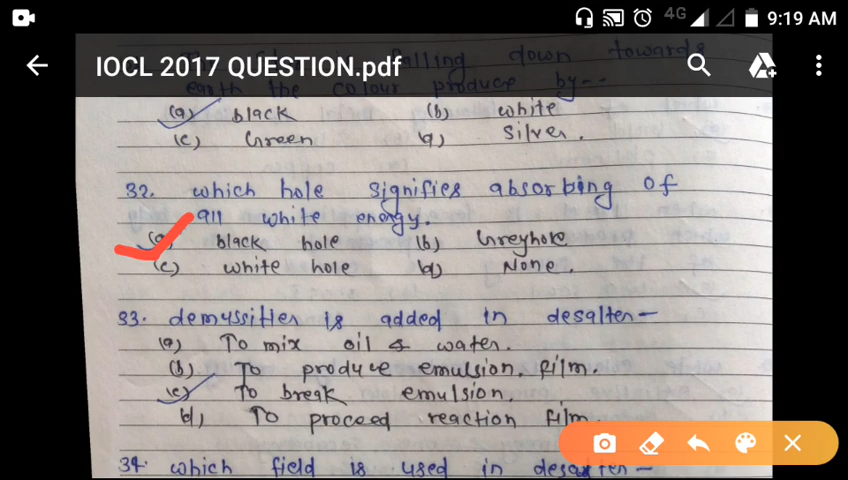 4G 9:19 AM
IOCL 2017 QUESTION.pdf
falling down towards
earth the colour produce by--
(a) black (b) white
(c) Green (d) Silver.
32. which hole signifies absorbing of
all white energy.
(a) black hole (b) Greyhole
(c) white hole (d) None.
33. demussifier is added in desalter-
(a) To mix oil & water.
(b) To produce emulsion. film.
(c) To break emulsion.
(d) To proceed reaction film
34. which field is used in desalter-